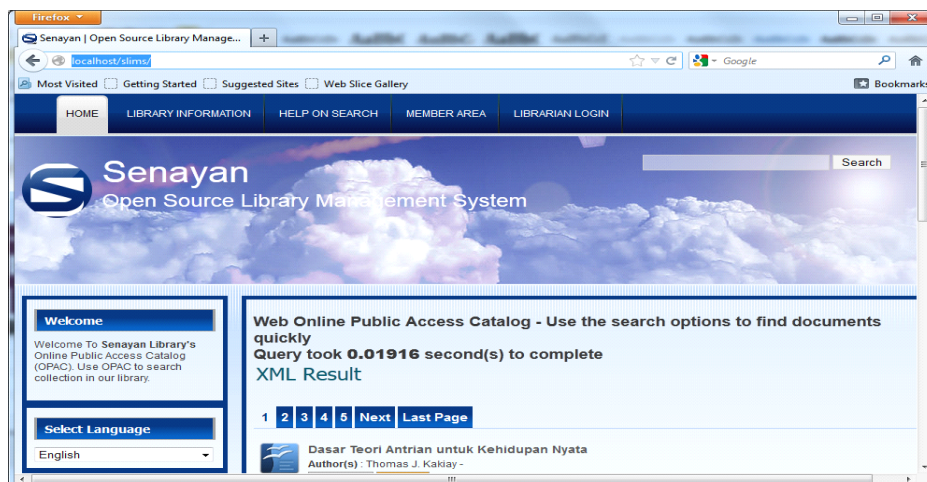 Firefox
Senayan | Open Source Library Manage...
localhost/slims/
Google
Most Visited Getting Started Suggested Sites Web Slice Gallery Bookmarks
HOME LIBRARY INFORMATION HELP ON SEARCH MEMBER AREA LIBRARIAN LOGIN
Senayan
Open Source Library Management System
Search
Welcome
Welcome To Senayan Library's
Online Public Access Catalog
(OPAC). Use OPAC to search
collection in our library.
Select Language
English
Web Online Public Access Catalog - Use the search options to find documents
quickly
Query took 0.01916 second(s) to complete
XML Result
1 2 3 4 5 Next Last Page
Dasar Teori Antrian untuk Kehidupan Nyata
Author(s) : Thomas J. Kakiay -